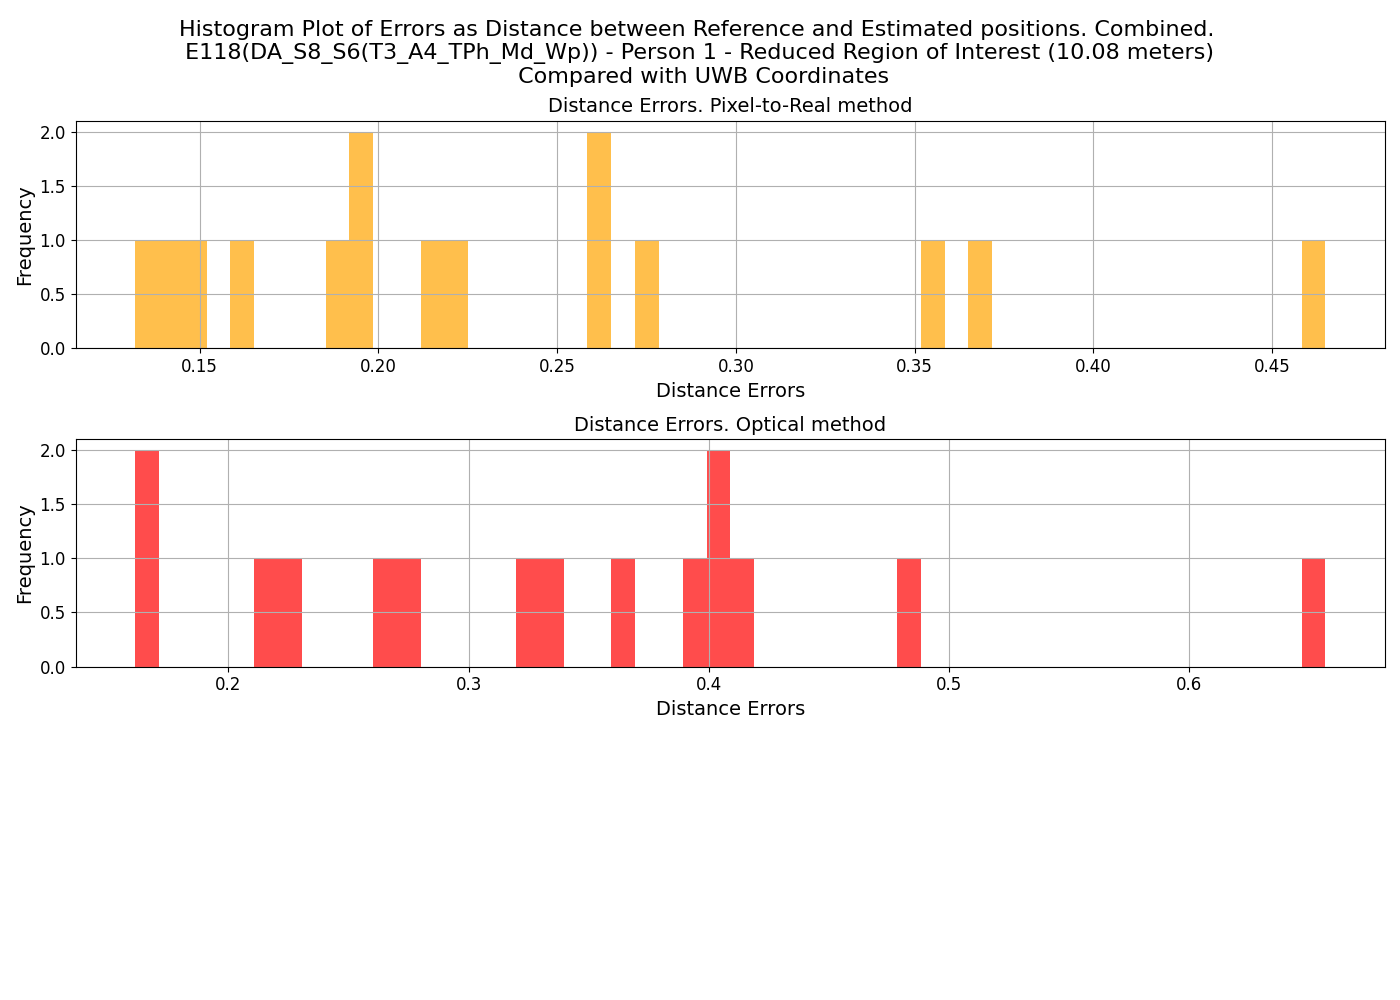 Histogram Plot of Errors as Distance between Reference and Estimated positions. Combined.
E118(DA_S8_S6(T3_A4_TPh_Md_Wp)) - Person 1 - Reduced Region of Interest (10.08 meters)
Compared with UWB Coordinates
Distance Errors. Pixel-to-Real method
Frequency
2.0
1.5
1.0
0.5
0.0
0.15 0.20 0.25 0.30 0.35 0.40 0.45
Distance Errors
Distance Errors. Optical method
Frequency
2.0
1.5
1.0
0.5
0.0
0.2 0.3 0.4 0.5 0.6
Distance Errors